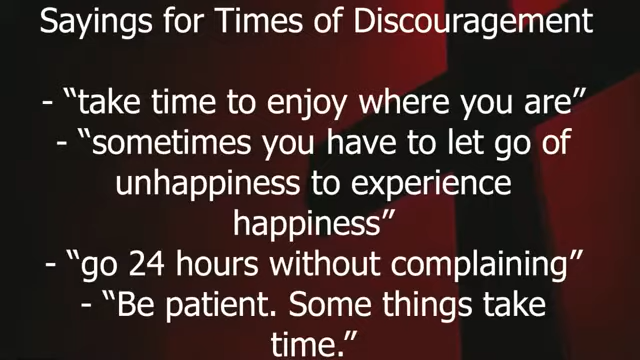 Sayings for Times of Discouragement
- “take time to enjoy where you are”
- “sometimes you have to let go of
unhappiness to experience
happiness”
- “go 24 hours without complaining”
- “Be patient. Some things take
time.”